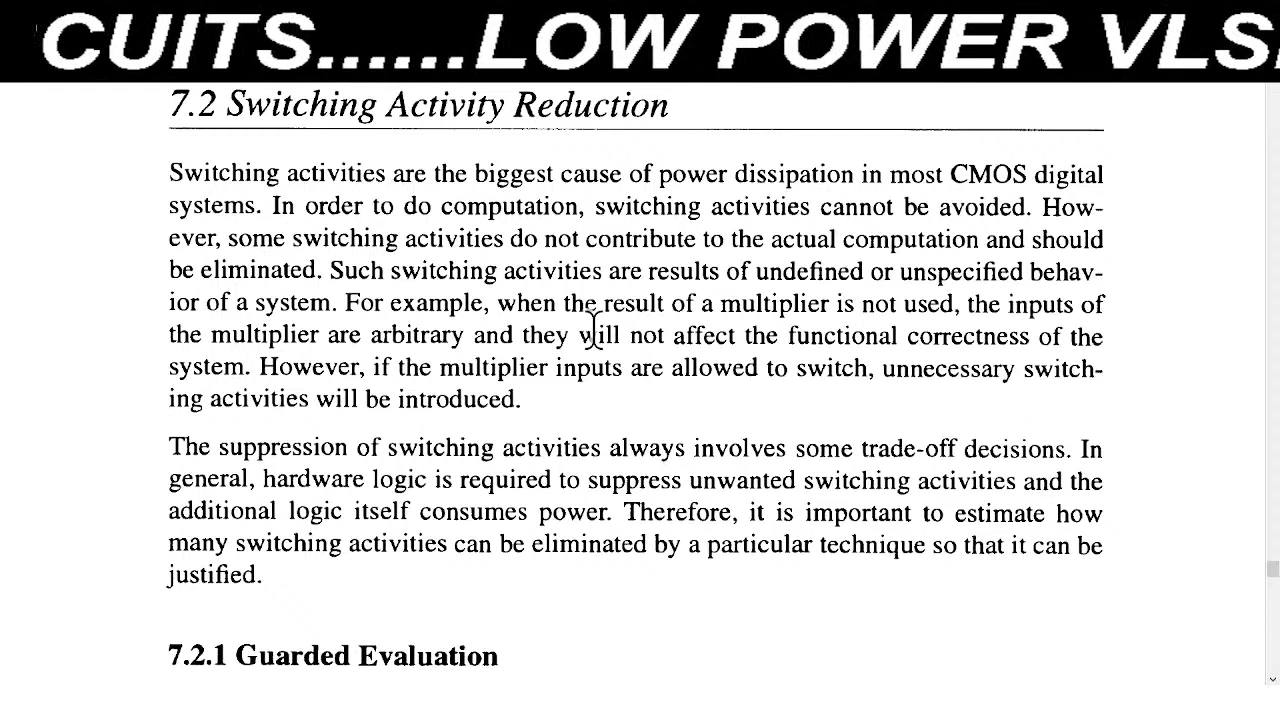 CUITS......LOW POWER VLSI
7.2 Switching Activity Reduction
Switching activities are the biggest cause of power dissipation in most CMOS digital
systems. In order to do computation, switching activities cannot be avoided. How-
ever, some switching activities do not contribute to the actual computation and should
be eliminated. Such switching activities are results of undefined or unspecified behav-
ior of a system. For example, when the result of a multiplier is not used, the inputs of
the multiplier are arbitrary and they will not affect the functional correctness of the
system. However, if the multiplier inputs are allowed to switch, unnecessary switch-
ing activities will be introduced.
The suppression of switching activities always involves some trade-off decisions. In
general, hardware logic is required to suppress unwanted switching activities and the
additional logic itself consumes power. Therefore, it is important to estimate how
many switching activities can be eliminated by a particular technique so that it can be
justified.
7.2.1 Guarded Evaluation